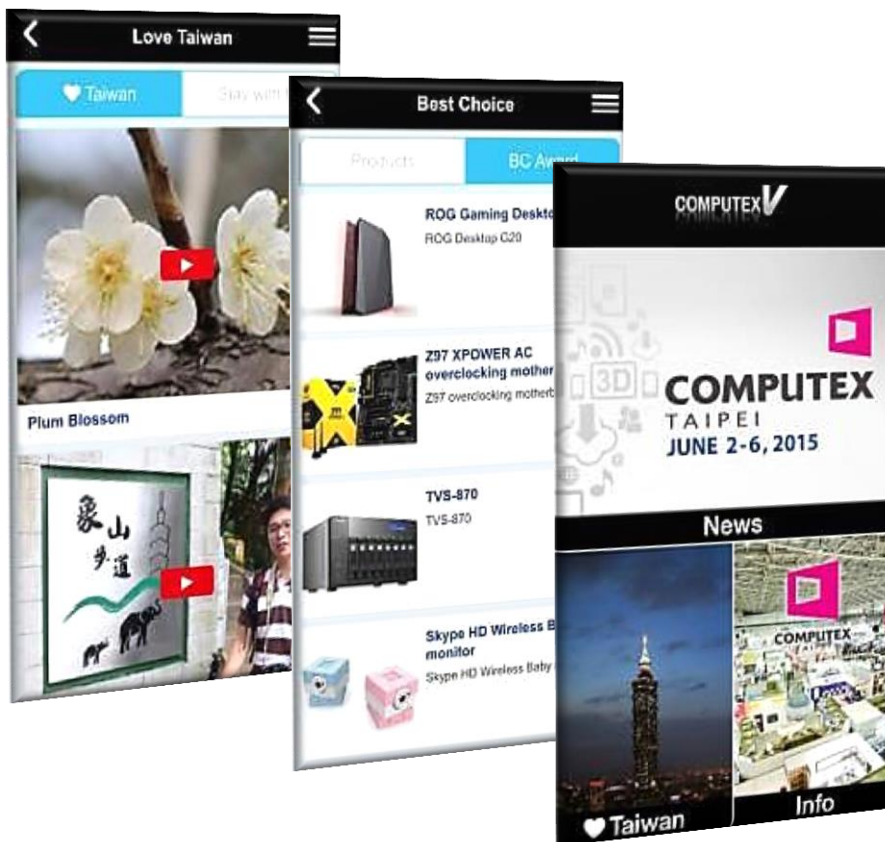 Love Taiwan
Taiwan
Stay with
Plum Blossom
象山
步道
Best Choice
Products
BC Award
ROG Gaming Deskto
ROG Desktop G20
Z97 XPOWER AC
overclocking mother
Z97 overclocking motherb
TVS-870
TVS-870
Skype HD Wireless B
monitor
Skype HD Wireless Baby
COMPUTEX V
3D
COMPUTEX
TAIPEI
JUNE 2-6, 2015
News
Taiwan
COMPUTEX
Info